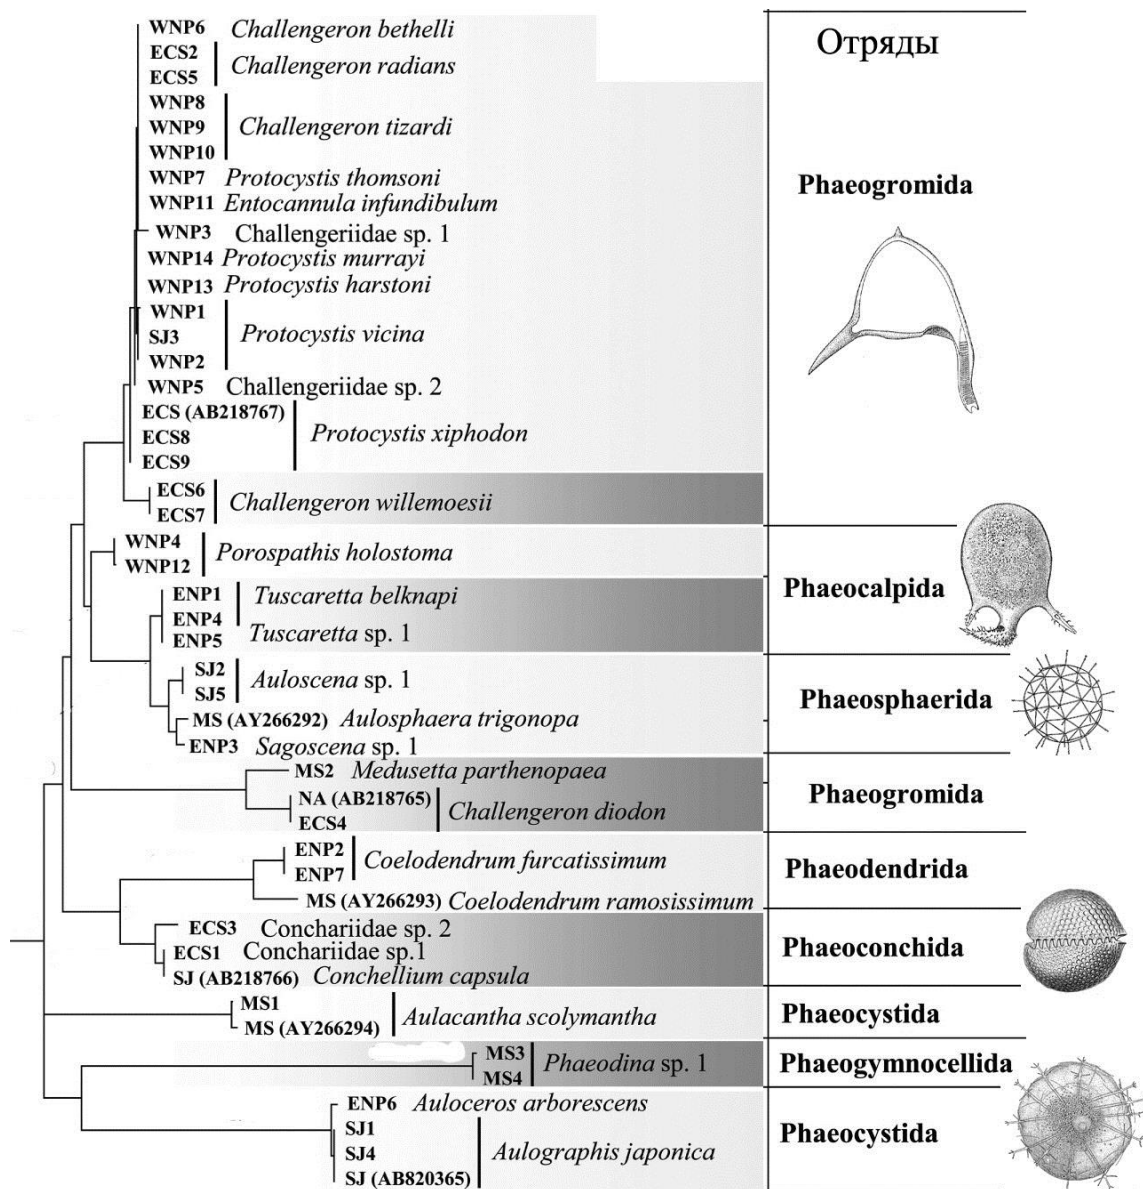 Отряды
WNP6 Challengeron bethelli
ECS2
ECS5
Challengeron radians
WNP8
WNP9
WNP10
Challengeron tizardi
WNP7 Protocystis thomsoni
WNP11 Entocannula infundibulum
WNP3 Challengeriidae sp. 1
WNP14 Protocystis murrayi
WNP13 Protocystis harstoni
WNP1
SJ3
WNP2
Protocystis vicina
WNP5 Challengeriidae sp. 2
ECS (AB218767)
ECS8
ECS9
Protocystis xiphodon
ECS6
ECS7
Challengeron willemoesii
Phaeogromida
WNP4
WNP12
Porospathis holostoma
ENP1
ENP4
Tuscaretta belknapi
ENP5 Tuscaretta sp. 1
Phaeocalpida
SJ2
SJ5
Auloscena sp. 1
MS (AY266292) Aulosphaera trigonopa
ENP3 Sagoscena sp. 1
Phaeosphaerida
MS2 Medusetta parthenopaea
NA (AB218765)
ECS4
Challengeron diodon
Phaeogromida
ENP2
ENP7
Coelodendrum furcatissimum
MS (AY266293) Coelodendrum ramosissimum
Phaeodendrida
ECS3 Conchariidae sp. 2
ECS1 Conchariidae sp.1
SJ (AB218766) Conchellium capsula
Phaeoconchida
MS1
MS (AY266294)
Aulacantha scolymantha
Phaeocystida
MS3
MS4
Phaeodina sp. 1
Phaeogymnocellida
ENP6 Auloceros arborescens
SJ1
SJ4
SJ (AB820365)
Aulographis japonica
Phaeocystida